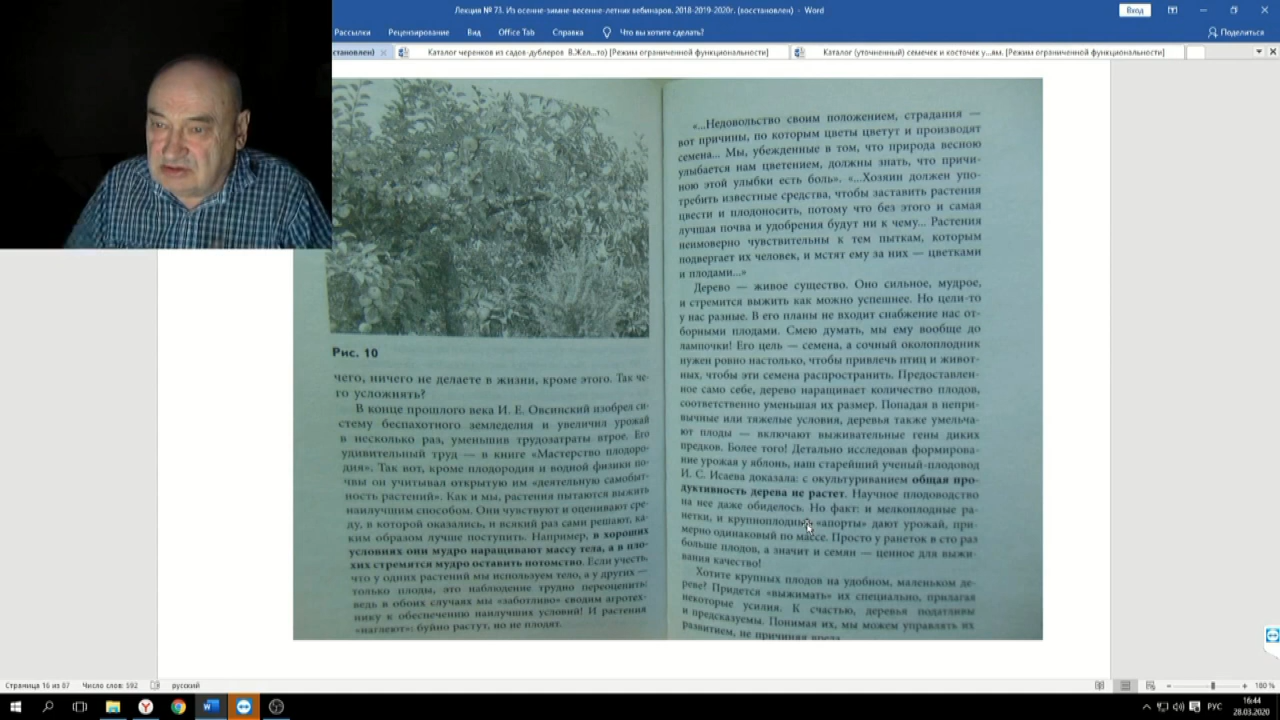 Лекция № 73. Из осенне-зимне-весенне-летних вебинаров. 2018-2019-2020г. (восстановлен) - Word
Вход
Рассылки Рецензирование Вид Office Tab Справка Что вы хотите сделать? Поделиться
становлен) Каталог черенков из садов-дублеров В.Жел...то) [Режим ограниченной функциональности] Каталог (уточненный) семечек и косточек у...ям. [Режим ограниченной функциональности]
Рис. 10
чего, ничего не делаете в жизни, кроме этого. Так че-
го усложнять?
В конце прошлого века И. Е. Овсинский изобрел си-
стему беспахотного земледелия и увеличил урожай
в несколько раз, уменьшив трудозатраты втрое. Его
удивительный труд — в книге «Мастерство плодоро-
дия». Так вот, кроме плодородия и водной физики по-
чвы он учитывал открытую им «деятельную самобыт-
ность растений». Как и мы, растения пытаются выжить
наилучшим способом. Они чувствуют и оценивают сре-
ду, в которой оказались, и всякий раз сами решают, ка-
ким образом лучше поступить. Например, в хороших
условиях они мудро наращивают массу тела, а в пло-
хих стремятся мудро оставить потомство. Если учесть,
что у одних растений мы используем тело, а у других —
только плоды, это наблюдение трудно переоценить:
ведь в обоих случаях мы «заботливо» сводим агротех-
нику к обеспечению наилучших условий! И растения
«наглеют»: буйно растут, но не плодят.
«...Недовольство своим положением, страдания —
вот причины, по которым цветы цветут и производят
семена... Мы, убежденные в том, что природа весною
улыбается нам цветением, должны знать, что причи-
ною этой улыбки есть боль». «...Хозяин должен упо-
требить известные средства, чтобы заставить растения
цвести и плодоносить, потому что без этого и самая
лучшая почва и удобрения будут ни к чему... Растения
неимоверно чувствительны к тем пыткам, которым
подвергает их человек, и мстят ему за них — цветками
и плодами...»
Дерево — живое существо. Оно сильное, мудрое,
и стремится выжить как можно успешнее. Но цели-то
у нас разные. В его планы не входит снабжение нас от-
борными плодами. Смею думать, мы ему вообще до
лампочки! Его цель — семена, а сочный околоплодник
нужен ровно настолько, чтобы привлечь птиц и живот-
ных, чтобы эти семена распространить. Предоставлен-
ное само себе, дерево наращивает количество плодов,
соответственно уменьшая их размер. Попадая в непри-
вычные или тяжелые условия, деревья также умельча-
ют плоды — включают выживательные гены диких
предков. Более того! Детально исследовав формирова-
ние урожая у яблонь, наш старейший ученый-плодовод
И. С. Исаева доказала: с окультуриванием общая про-
дуктивность дерева не растет. Научное плодоводство
на нее даже обиделось. Но факт: и мелкоплодные ра-
нетки, и крупноплодные «апорты» дают урожай, при-
мерно одинаковый по массе. Просто у ранеток в сто раз
больше плодов, а значит и семян — ценное для выжи-
вания качество!
Хотите крупных плодов на удобном, маленьком де-
реве? Придется «выжимать» их специально, прилагая
некоторые усилия. К счастью, деревья податливы
и предсказуемы. Понимая их, мы можем управлять их
развитием, не причиняя вреда.
Страница 16 из 87 Число слов: 592 русский 180 %
РУС 16:44
28.03.2020